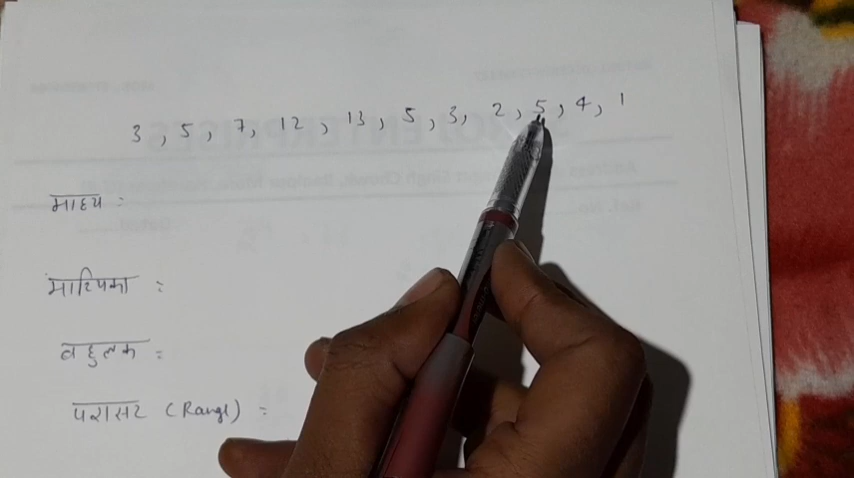 3, 5, 7, 12, 13, 5, 3, 2, 5, 4, 1
माध्य :
माध्यिका :
बहुलक :
परासर (Range) :